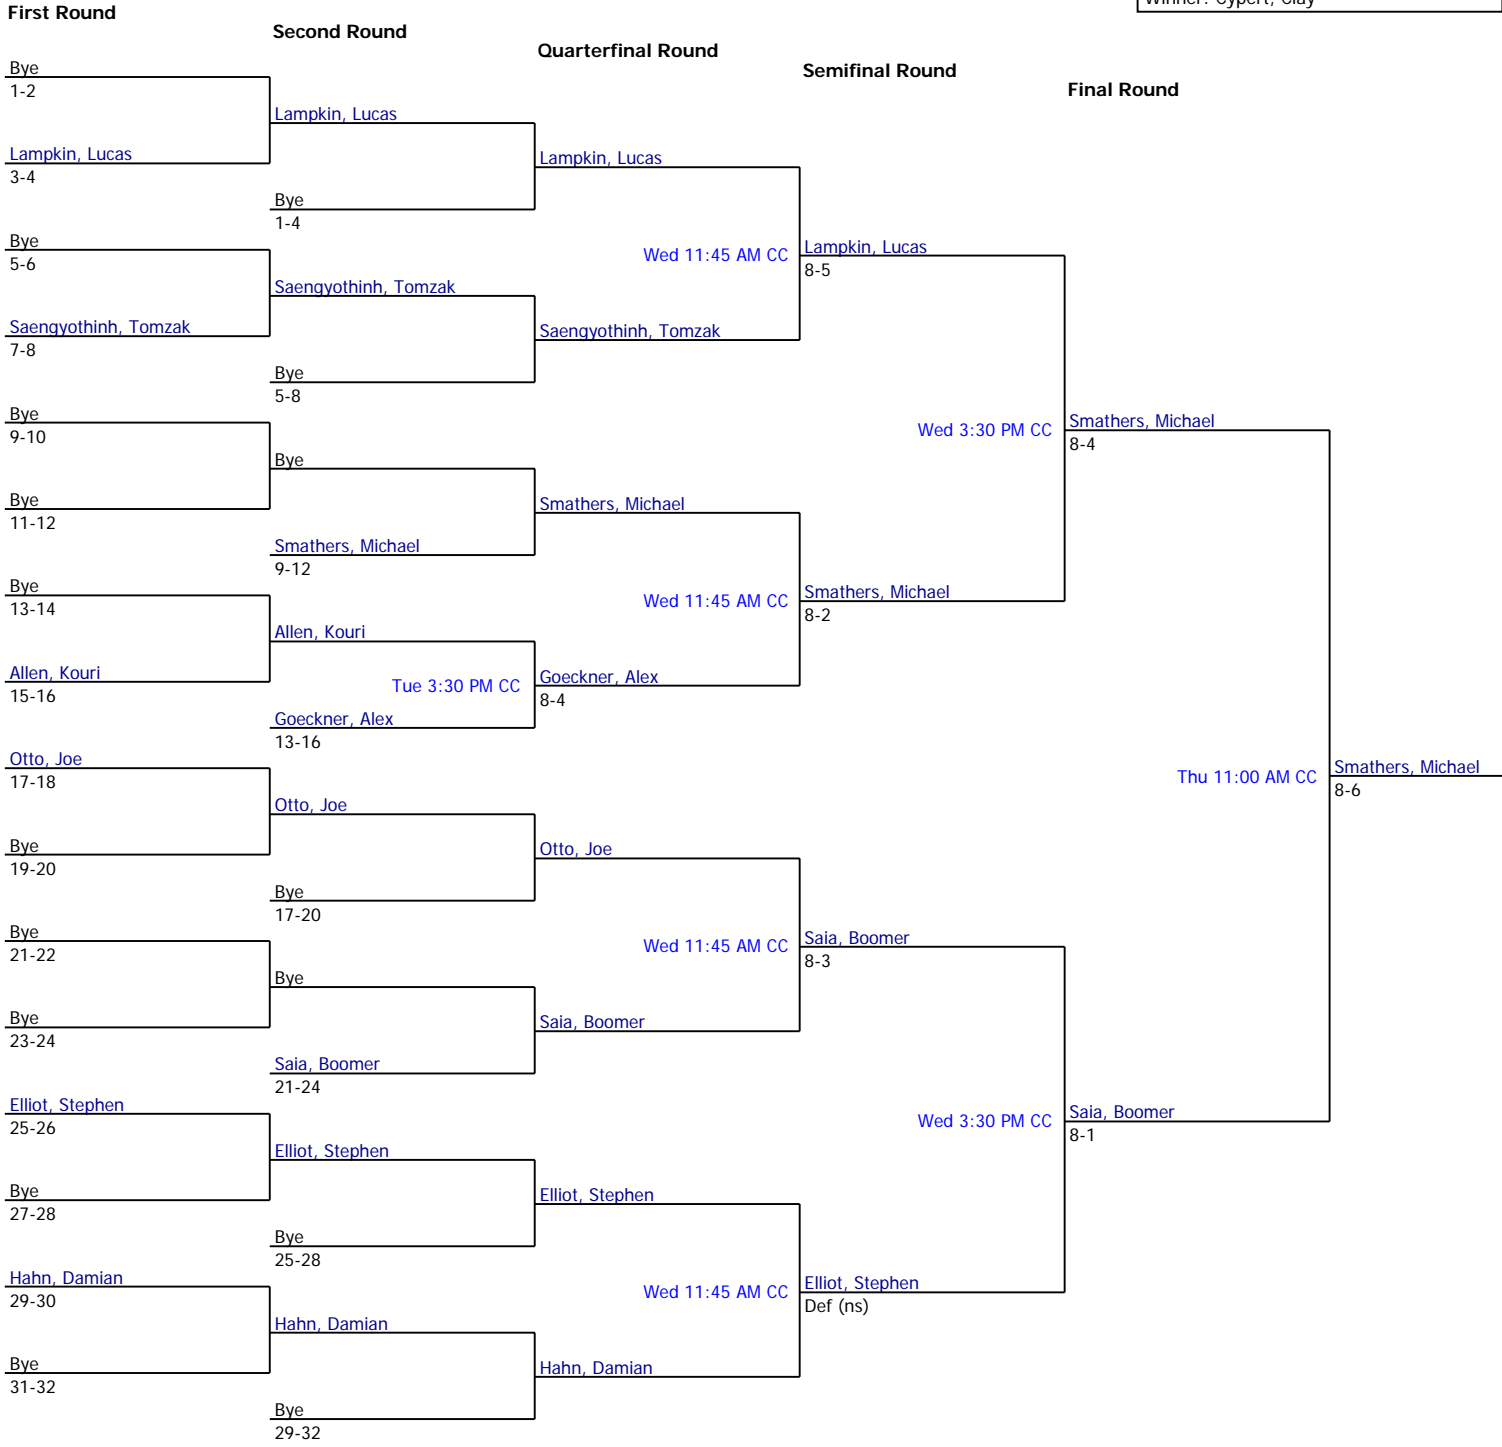 Winner: Cypert, Clay
First Round
Second Round
Quarterfinal Round
Semifinal Round
Final Round
Bye
1-2
Lampkin, Lucas
3-4
Bye
5-6
Saengyothinh, Tomzak
7-8
Bye
9-10
Bye
11-12
Bye
13-14
Allen, Kouri
15-16
Otto, Joe
17-18
Bye
19-20
Bye
21-22
Bye
23-24
Elliot, Stephen
25-26
Bye
27-28
Hahn, Damian
29-30
Bye
31-32
Lampkin, Lucas
Bye
1-4
Saengyothinh, Tomzak
Bye
5-8
Bye
Smathers, Michael
9-12
Allen, Kouri
Tue 3:30 PM CC
Goeckner, Alex
13-16
Otto, Joe
Bye
17-20
Bye
Saia, Boomer
21-24
Elliot, Stephen
Bye
25-28
Hahn, Damian
Bye
29-32
Lampkin, Lucas
Wed 11:45 AM CC
Saengyothinh, Tomzak
Smathers, Michael
Wed 11:45 AM CC
Goeckner, Alex
8-4
Otto, Joe
Wed 11:45 AM CC
Saia, Boomer
Elliot, Stephen
Wed 11:45 AM CC
Hahn, Damian
Lampkin, Lucas
8-5
Wed 3:30 PM CC
Smathers, Michael
8-2
Saia, Boomer
8-3
Wed 3:30 PM CC
Elliot, Stephen
Def (ns)
Smathers, Michael
8-4
Thu 11:00 AM CC
Saia, Boomer
8-1
Smathers, Michael
8-6